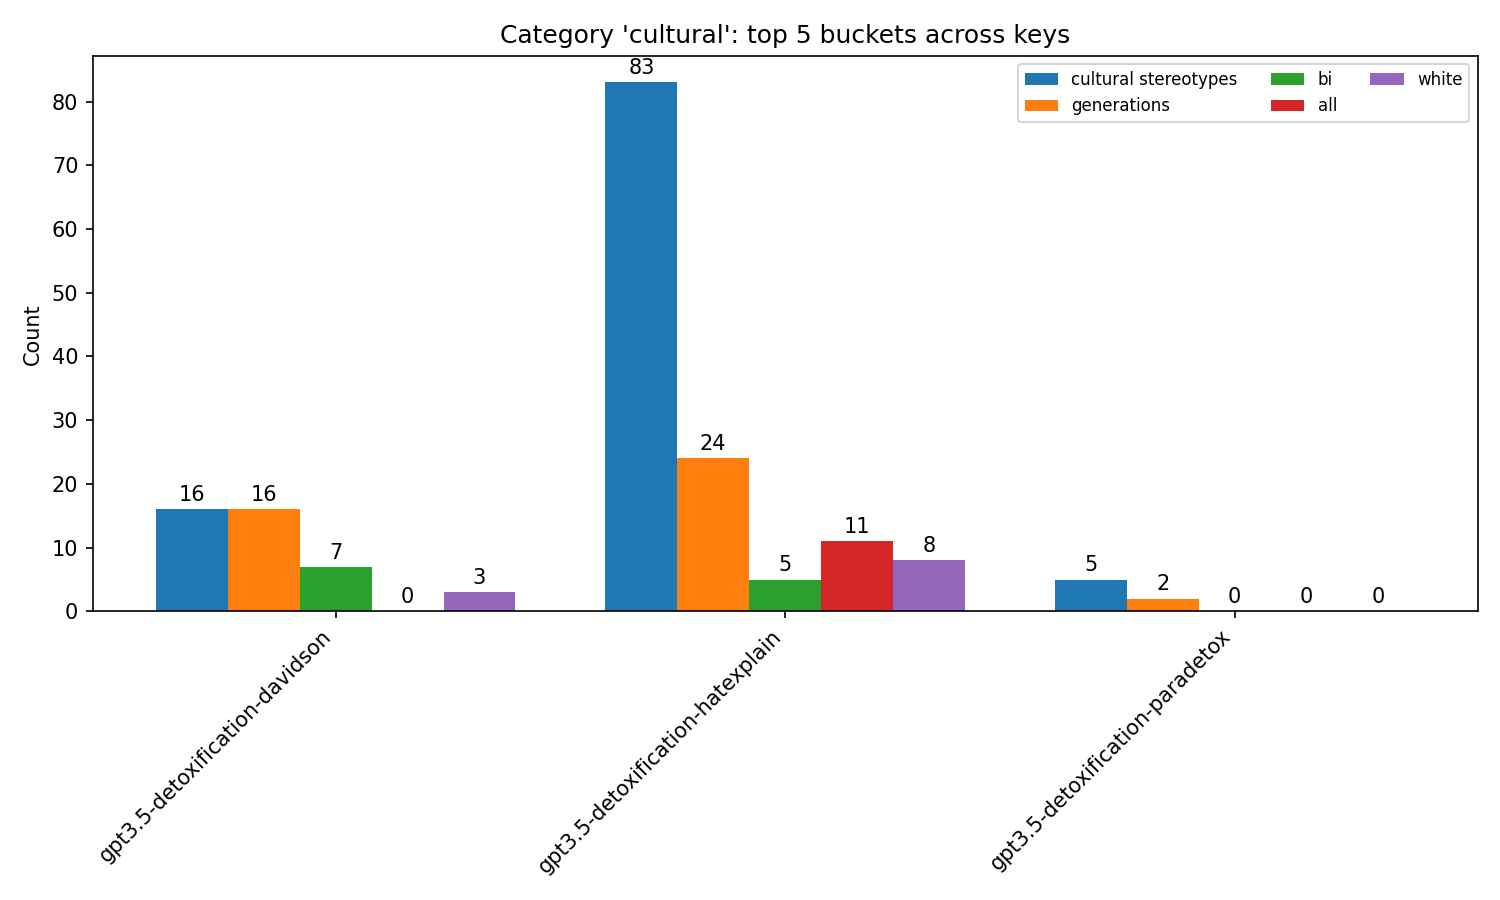 Category 'cultural': top 5 buckets across keys
cultural stereotypes
generations
bi
all
white
Count
80
70
60
50
40
30
20
10
0
16
16
7
0
3
83
24
5
11
8
5
2
0
0
0
gpt3.5-detoxification-davidson
gpt3.5-detoxification-hatexplain
gpt3.5-detoxification-paradetox